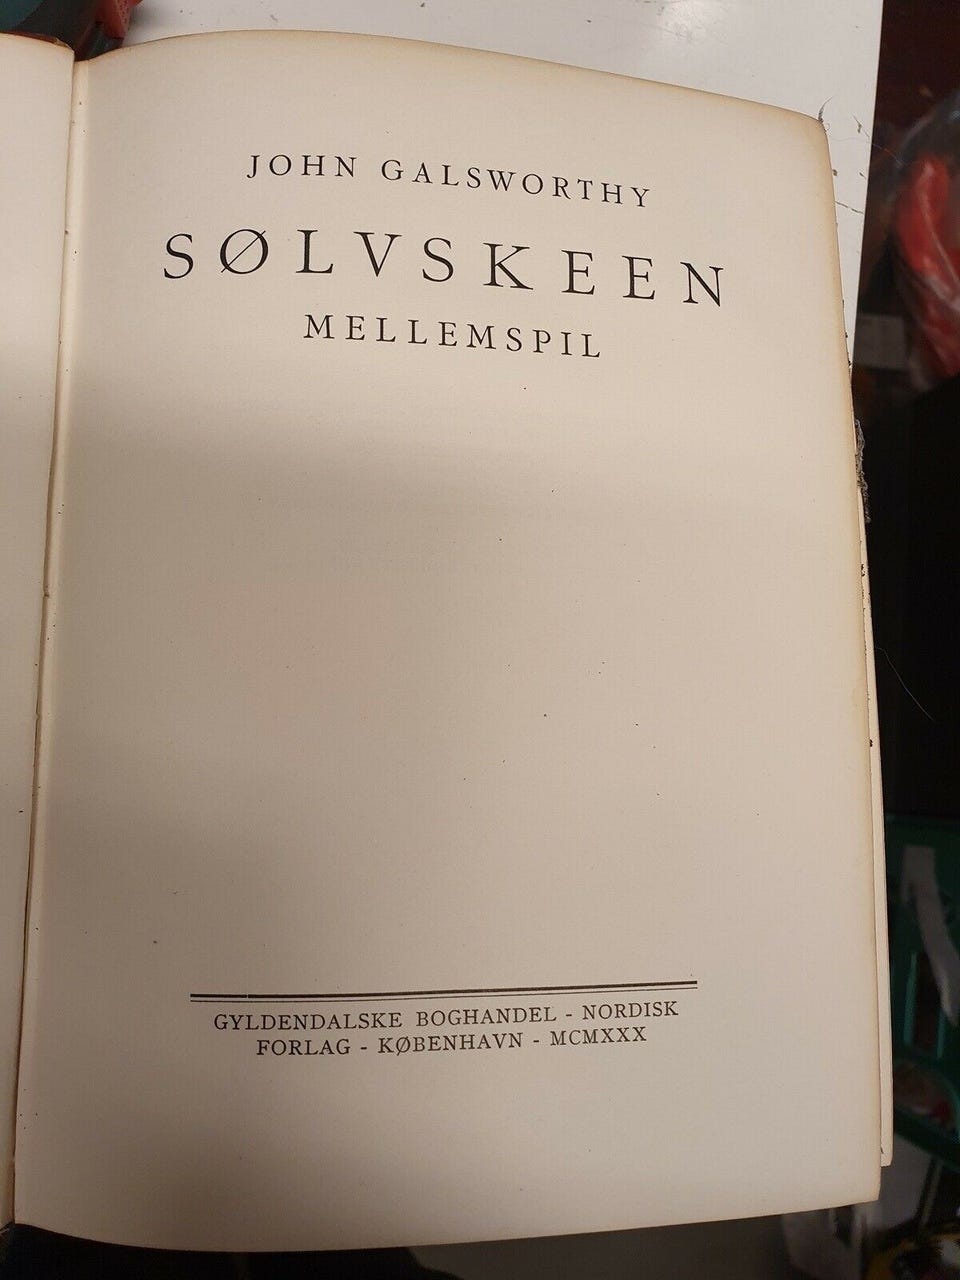 JOHN GALSWORTHY
SØLVSKEEN
MELLEMSPIL
GYLDENDALSKE BOGHANDEL - NORDISK
FORLAG - KØBENHAVN - MCMXXX